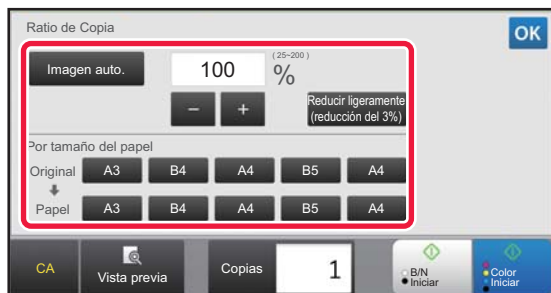 Ratio de Copia
OK
Imagen auto.
100
(25~200)
%
–
+
Reducir ligeramente
(reducción del 3%)
Por tamaño del papel
Original
A3
B4
A4
B5
A4
Papel
A3
B4
A4
B5
A4
CA
Vista previa
Copias
1
B/N
Iniciar
Color
Iniciar